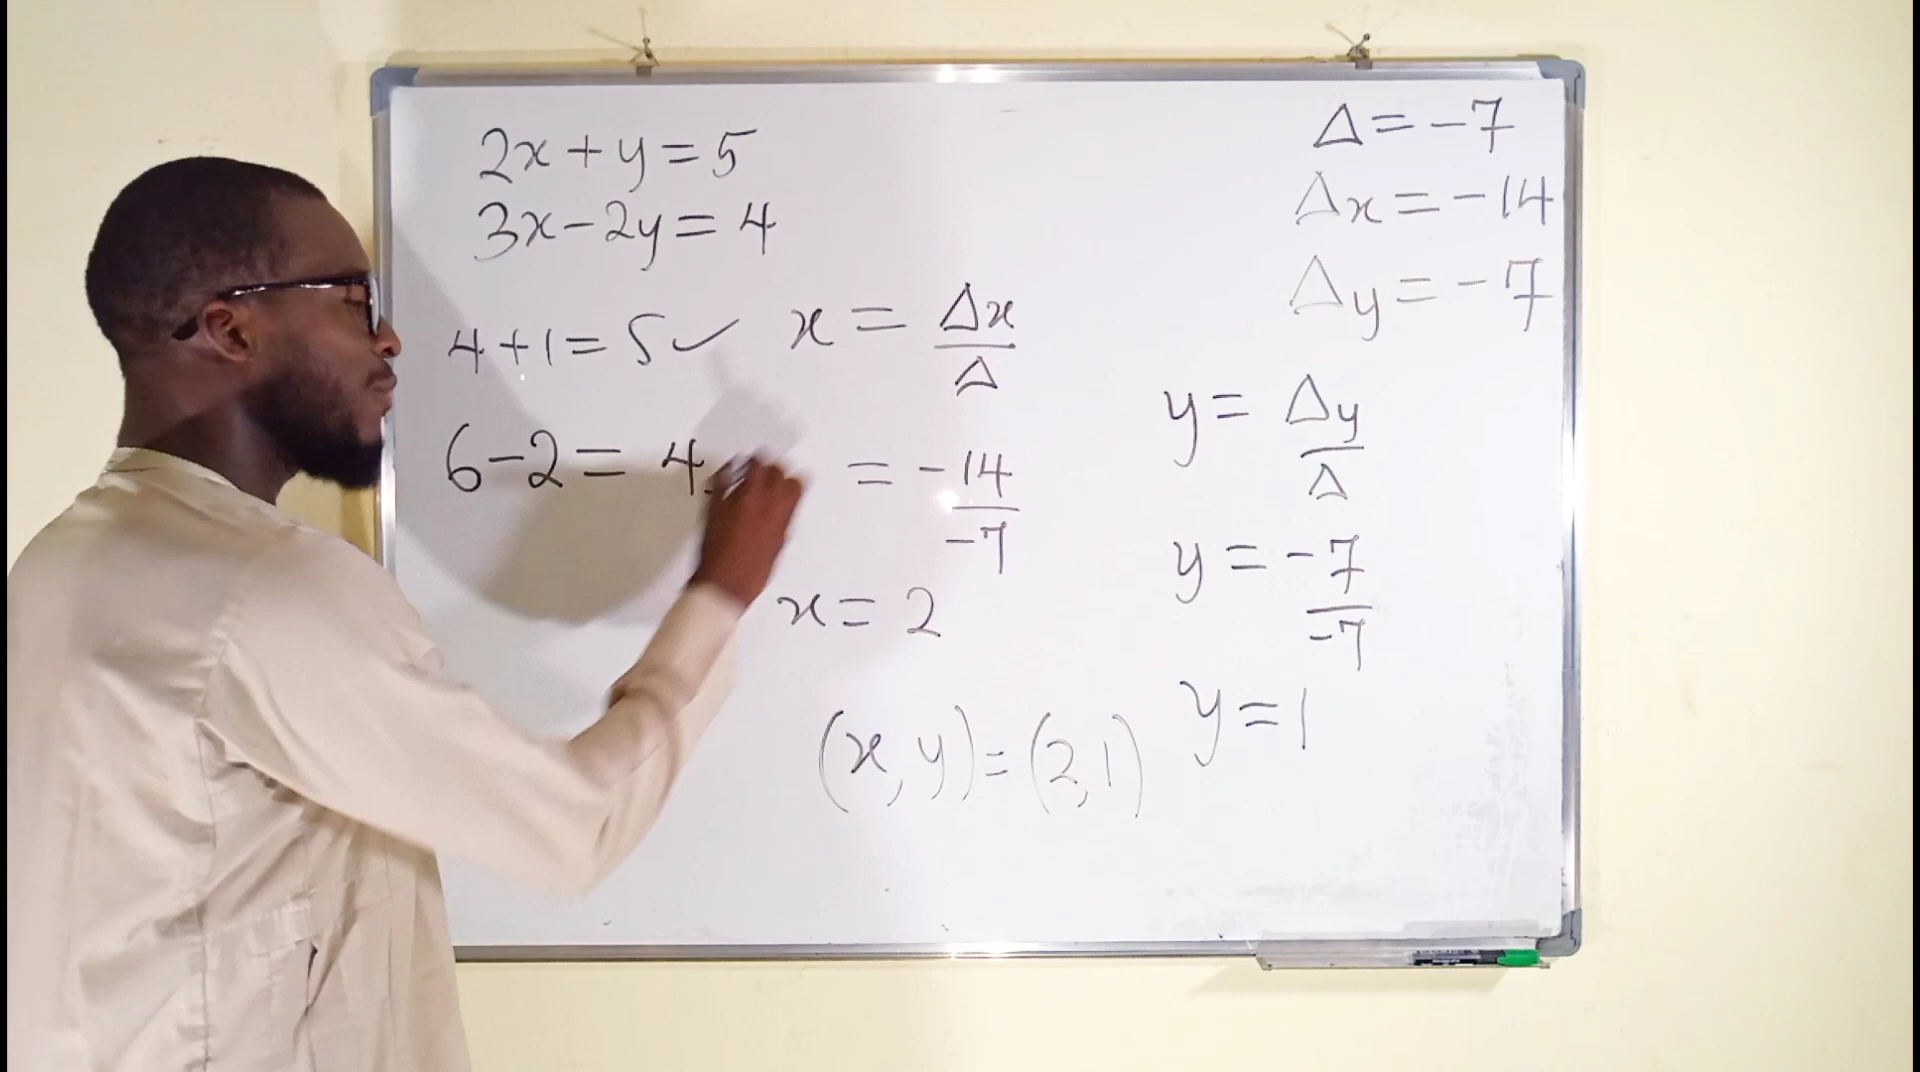 2x + y = 5
3x - 2y = 4
4 + 1 = 5 ✓
6 - 2 = 4
x = Δx / Δ
= -14 / -7
x = 2
(x, y) = (2, 1)
Δ = -7
Δx = -14
Δy = -7
y = Δy / Δ
y = -7 / -7
y = 1